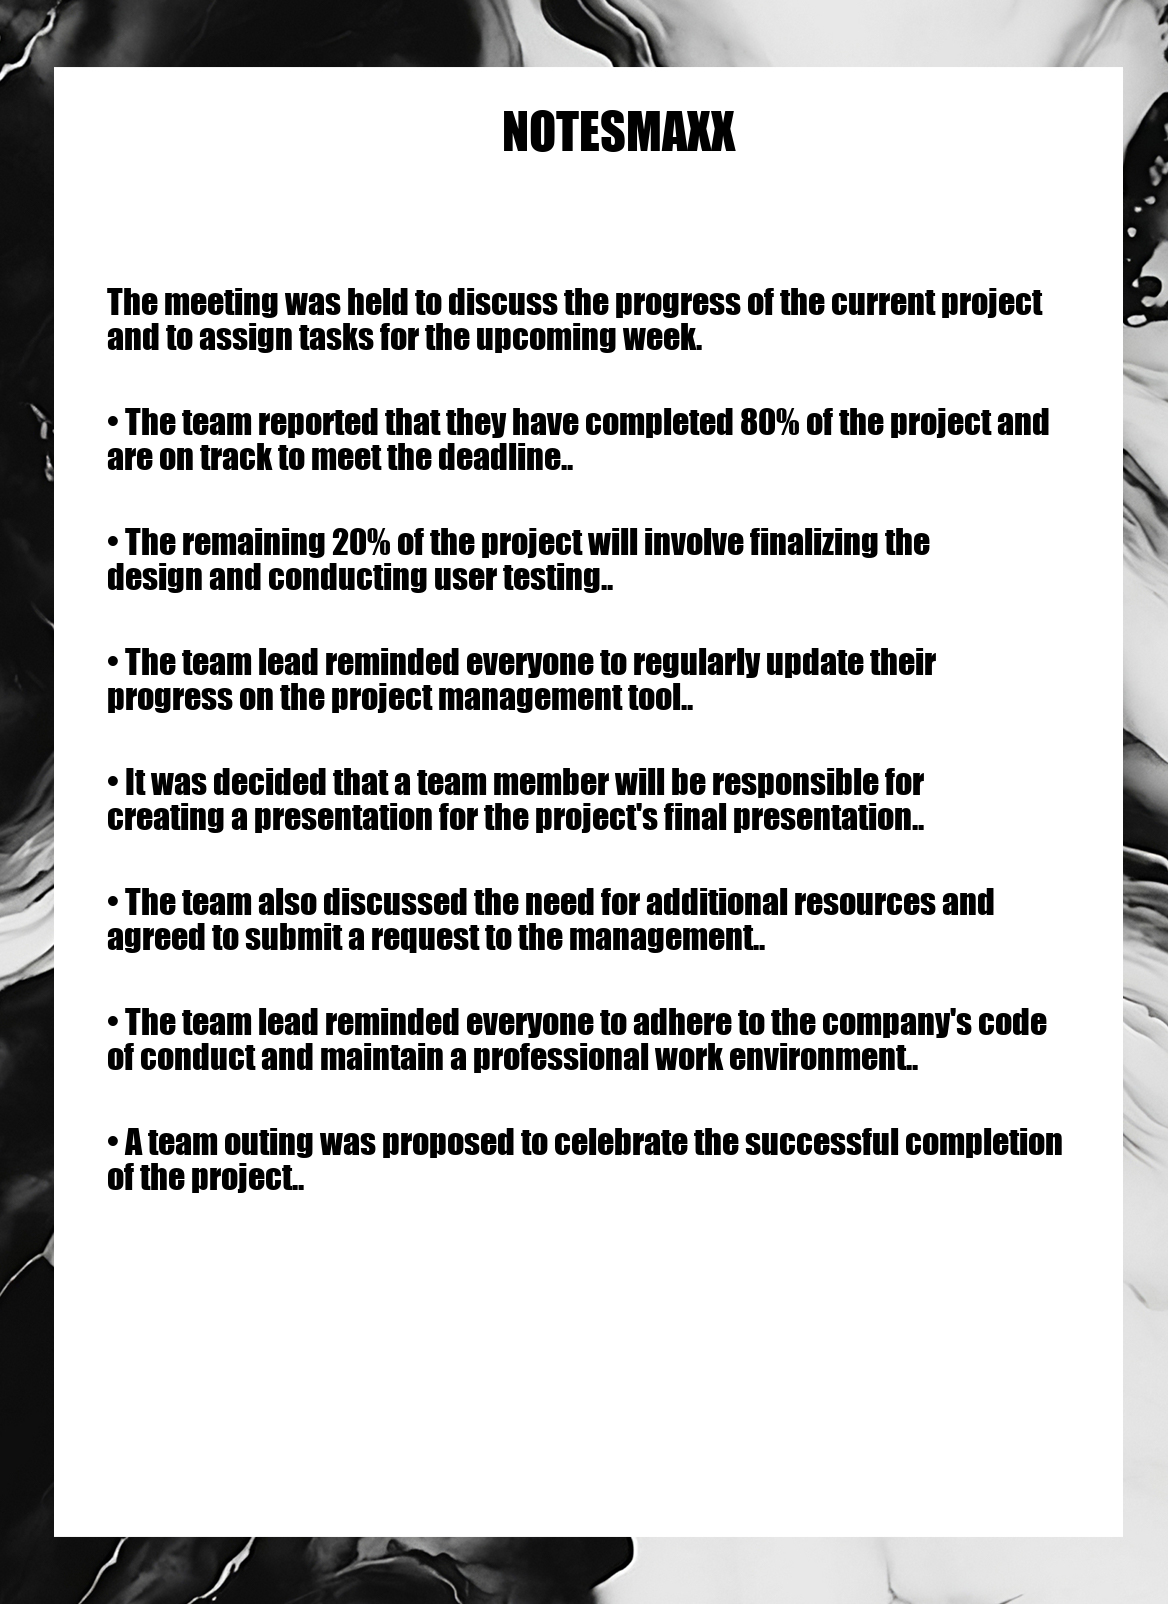 NOTESMAXX
The meeting was held to discuss the progress of the current project
and to assign tasks for the upcoming week.
• The team reported that they have completed 80% of the project and
are on track to meet the deadline..
• The remaining 20% of the project will involve finalizing the
design and conducting user testing..
• The team lead reminded everyone to regularly update their
progress on the project management tool..
• It was decided that a team member will be responsible for
creating a presentation for the project's final presentation..
• The team also discussed the need for additional resources and
agreed to submit a request to the management..
• The team lead reminded everyone to adhere to the company's code
of conduct and maintain a professional work environment..
• A team outing was proposed to celebrate the successful completion
of the project..